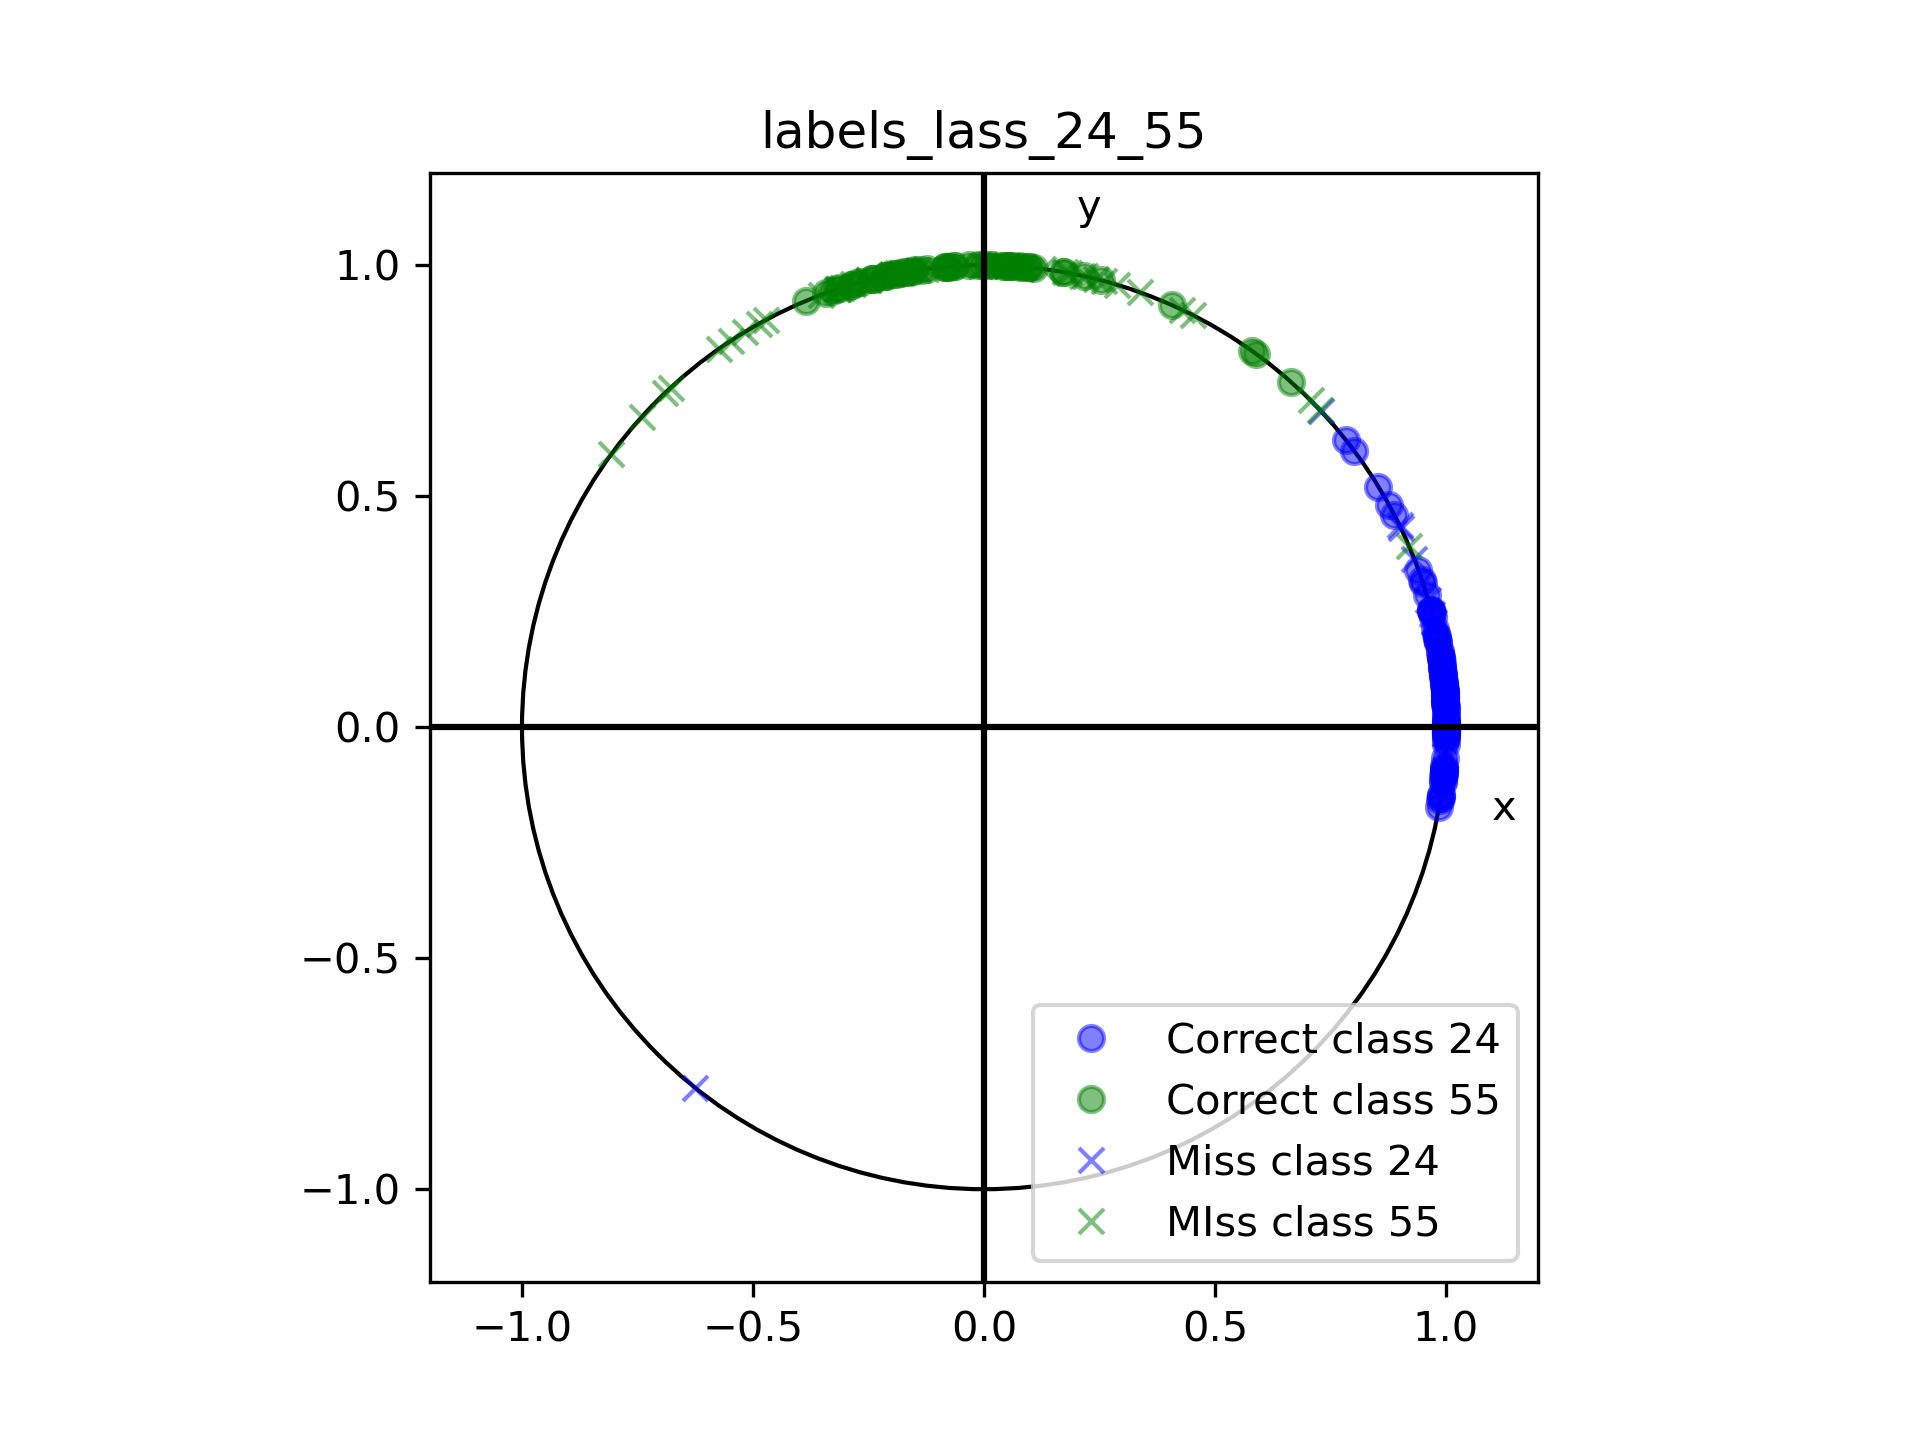 labels_lass_24_55
y
1.0
0.5
0.0
x
−0.5
−1.0
Correct class 24
Correct class 55
Miss class 24
MIss class 55
−1.0 −0.5 0.0 0.5 1.0